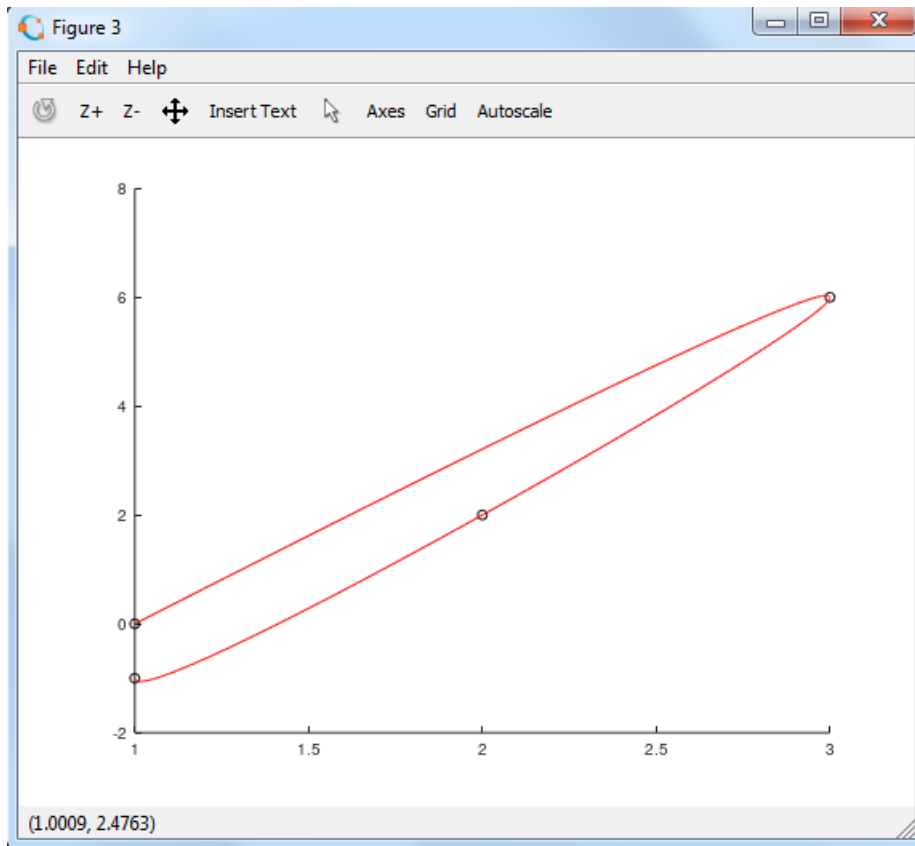 Figure 3
File Edit Help
Z+ Z- Insert Text Axes Grid Autoscale
8
6
4
2
0
-2
1 1.5 2 2.5 3
(1.0009, 2.4763)